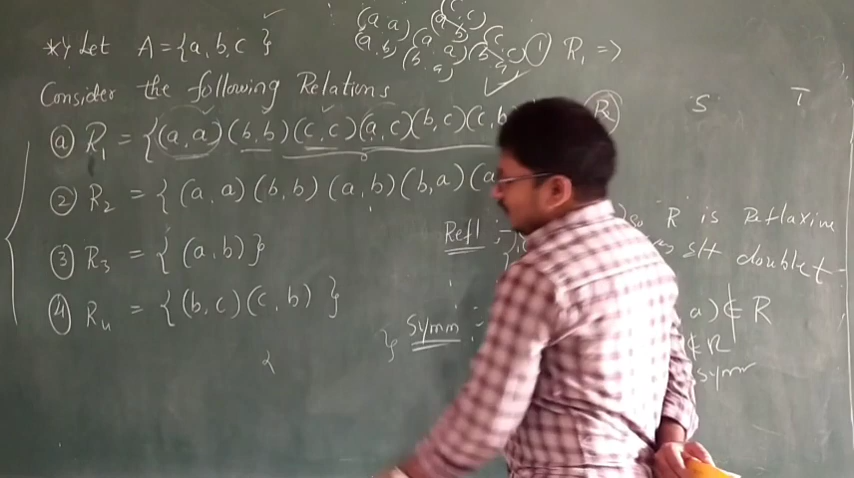 *) Let A = {a, b, c}
(a, a) (a, b) (b, a)
① R₁ =>
Consider the following Relations
ⓐ R₁ = {(a, a) (b, b) (c, c) (a, c) (b, c) (c, b
Ⓡ S T
② R₂ = { (a, a) (b, b) (a, b) (b, a) (a
so R is Reflaxive
Refl :-
③ R₃ = { (a, b) }
s/t doublet
④ R₄ = {(b, c) (c, b) }
a) ∉ R
} Symm :-
∉ R
symm